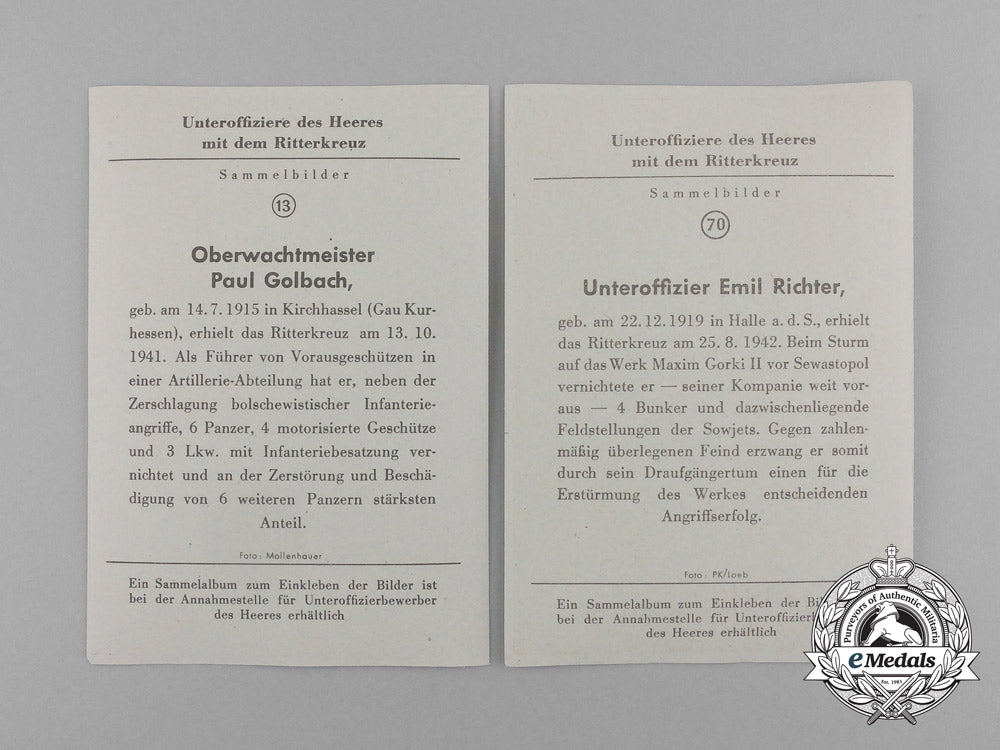 Unteroffiziere des Heeres
mit dem Ritterkreuz
Sammelbilder
13
Oberwachtmeister
Paul Golbach,
geb. am 14.7.1915 in Kirchhassel (Gau Kur-
hessen), erhielt das Ritterkreuz am 13. 10.
1941. Als Führer von Vorausgeschützen in
einer Artillerie-Abteilung hat er, neben der
Zerschlagung bolschewistischer Infanterie-
angriffe, 6 Panzer, 4 motorisierte Geschütze
und 3 Lkw. mit Infanteriebesatzung ver-
nichtet und an der Zerstörung und Beschä-
digung von 6 weiteren Panzern stärksten
Anteil.
Foto: Mollenhauer
Ein Sammelalbum zum Einkleben der Bilder ist
bei der Annahmestelle für Unteroffizierbewerber
des Heeres erhältlich
Unteroffiziere des Heeres
mit dem Ritterkreuz
Sammelbilder
70
Unteroffizier Emil Richter,
geb. am 22.12.1919 in Halle a. d. S., erhielt
das Ritterkreuz am 25. 8. 1942. Beim Sturm
auf das Werk Maxim Gorki II vor Sewastopol
vernichtete er — seiner Kompanie weit vor-
aus — 4 Bunker und dazwischenliegende
Feldstellungen der Sowjets. Gegen zahlen-
mäßig überlegenen Feind erzwang er somit
durch sein Draufgängertum einen für die
Erstürmung des Werkes entscheidenden
Angriffserfolg.
Foto: PK/Loeb
Ein Sammelalbum zum Einkleben der Bil
bei der Annahmestelle für Unteroffizier
des Heeres erhältlich
Purveyors of Authentic Militaria
eMedals
Est. 1981